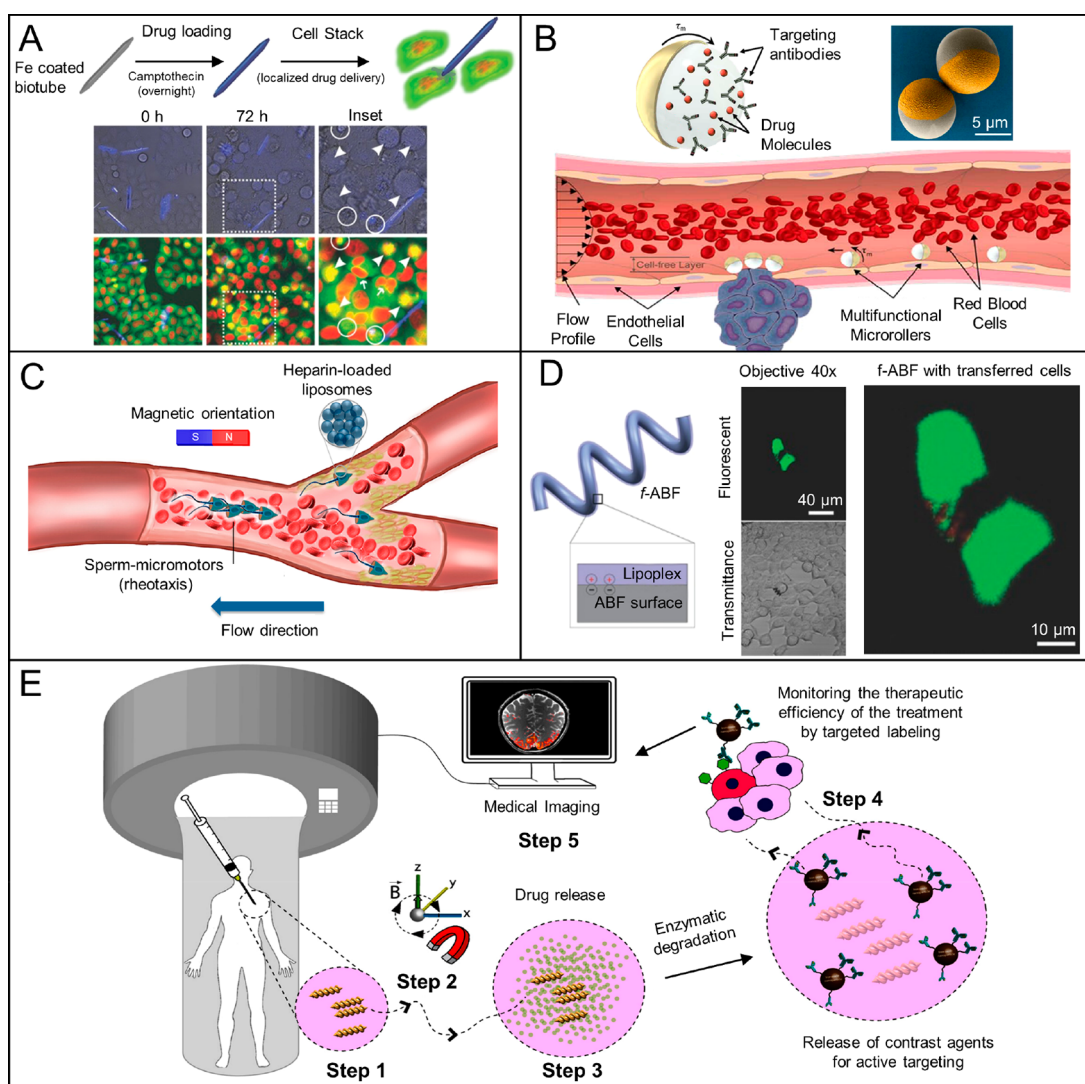 A
Fe coated
biotube
Drug loading
Camptothecin
(overnight)
Cell Stack
(localized drug delivery)
0 h
72 h
Inset
B
τm
Targeting
antibodies
Drug
Molecules
5 µm
Cell-free Layer
τm
Flow
Profile
Endothelial
Cells
Multifunctional
Microrollers
Red Blood
Cells
C
Magnetic orientation
S N
Heparin-loaded
liposomes
Sperm-micromotors
(rheotaxis)
Flow direction
D
f-ABF
Lipoplex
+ +
− −
ABF surface
Objective 40x
Fluorescent
40 µm
Transmittance
f-ABF with transferred cells
10 µm
E
Medical Imaging
Step 5
Monitoring the therapeutic
efficiency of the treatment
by targeted labeling
Step 4
B
z
y
x
Step 2
Drug release
Enzymatic
degradation
Step 1
Step 3
Release of contrast agents
for active targeting